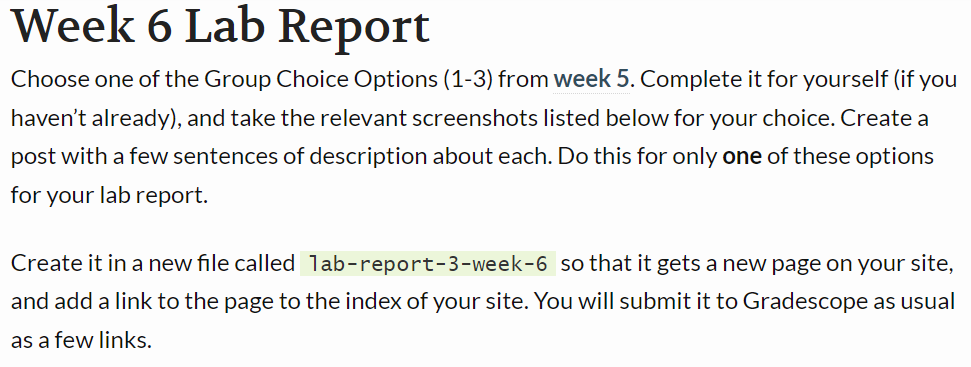 Week 6 Lab Report
Choose one of the Group Choice Options (1-3) from week 5. Complete it for yourself (if you
haven’t already), and take the relevant screenshots listed below for your choice. Create a
post with a few sentences of description about each. Do this for only one of these options
for your lab report.
Create it in a new file called lab-report-3-week-6 so that it gets a new page on your site,
and add a link to the page to the index of your site. You will submit it to Gradescope as usual
as a few links.